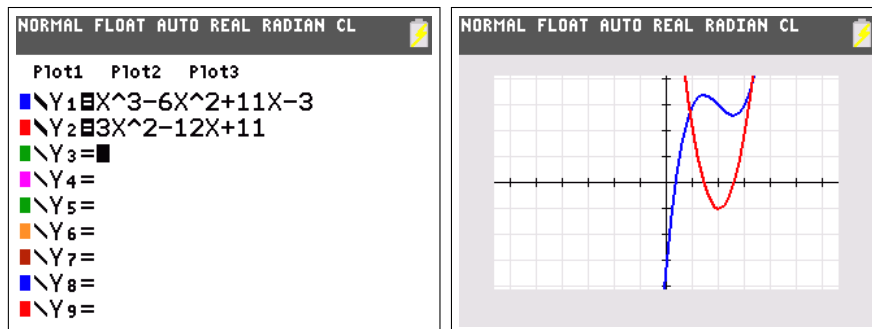 NORMAL FLOAT AUTO REAL RADIAN CL
Plot1 Plot2 Plot3
\Y₁=X^3-6X^2+11X-3
\Y₂=3X^2-12X+11
\Y₃=
\Y₄=
\Y₅=
\Y₆=
\Y₇=
\Y₈=
\Y₉=
NORMAL FLOAT AUTO REAL RADIAN CL